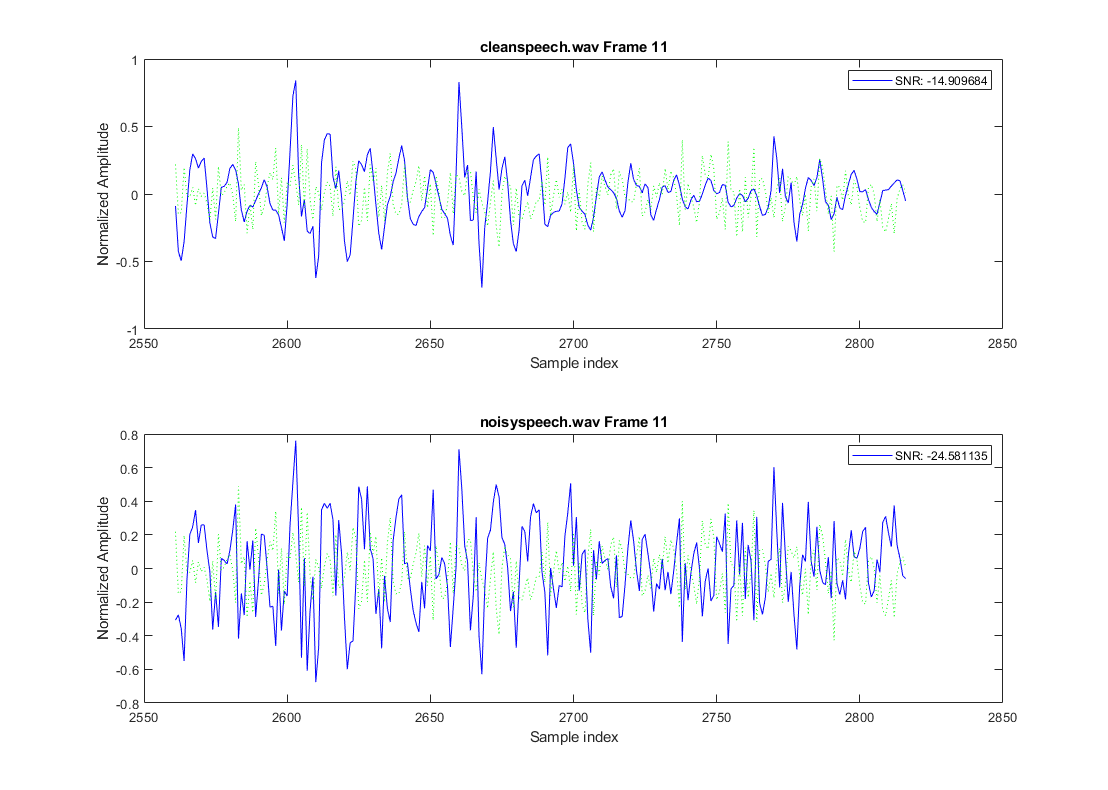 cleanspeech.wav Frame 11
1
0.5
0
-0.5
-1
Normalized Amplitude
SNR: -14.909684
2550 2600 2650 2700 2750 2800 2850
Sample index
noisyspeech.wav Frame 11
0.8
0.6
0.4
0.2
0
-0.2
-0.4
-0.6
-0.8
Normalized Amplitude
SNR: -24.581135
2550 2600 2650 2700 2750 2800 2850
Sample index